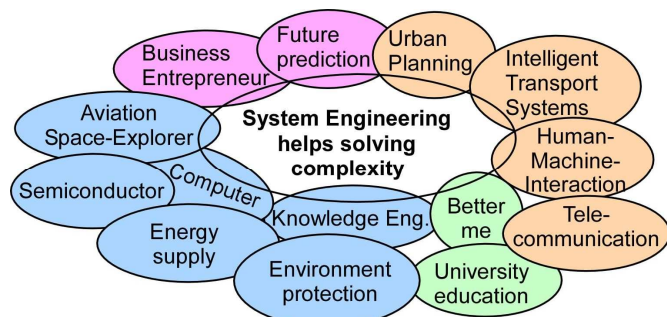 Business
Entrepreneur
Future
prediction
Urban
Planning
Intelligent
Transport
Systems
Aviation
Space-Explorer
System Engineering
helps solving
complexity
Human-
Machine-
Interaction
Semiconductor
Computer
Knowledge Eng.
Better
me
Tele-
communication
Energy
supply
Environment
protection
University
education